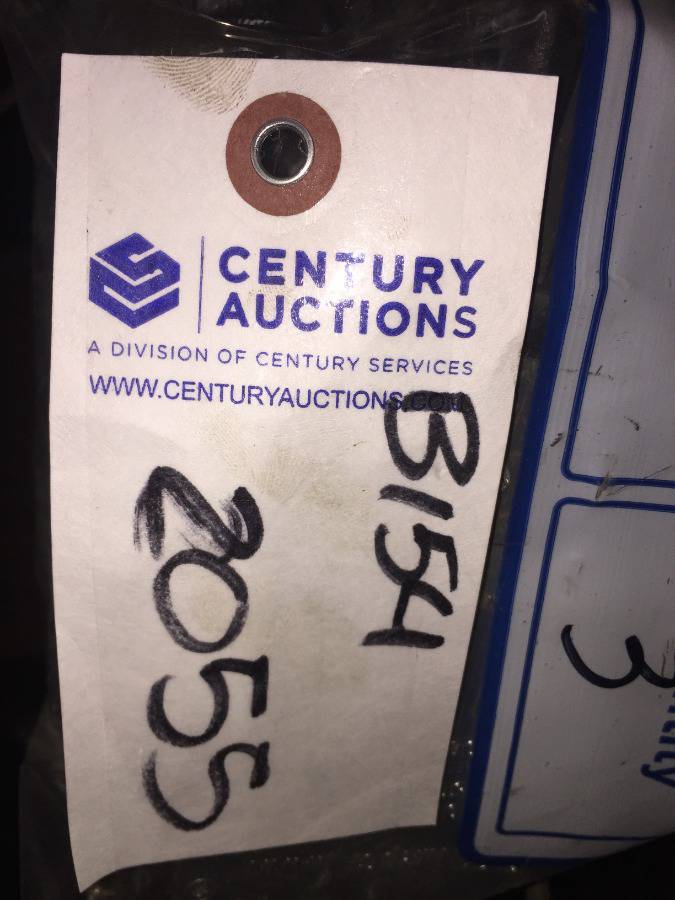 CENTURY
AUCTIONS
A DIVISION OF CENTURY SERVICES
WWW.CENTURYAUCTIONS.COM
B154
2055
3